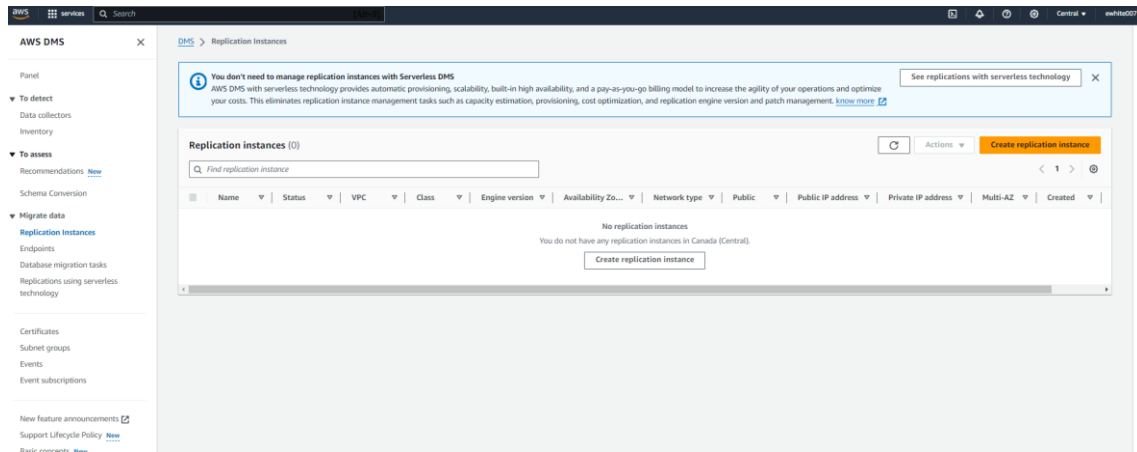 aws services Search Central ewhite007
AWS DMS
DMS > Replication Instances
Panel
To detect
Data collectors
Inventory
To assess
Recommendations New
Schema Conversion
Migrate data
Replication Instances
Endpoints
Database migration tasks
Replications using serverless
technology
Certificates
Subnet groups
Events
Event subscriptions
New feature announcements
Support Lifecycle Policy New
Basic concepts New
You don't need to manage replication instances with Serverless DMS
AWS DMS with serverless technology provides automatic provisioning, scalability, built-in high availability, and a pay-as-you-go billing model to increase the agility of your operations and optimize
your costs. This eliminates replication instance management tasks such as capacity estimation, provisioning, cost optimization, and replication engine version and patch management. know more
See replications with serverless technology
Replication instances (0)
Actions
Create replication instance
Find replication instance
1
Name Status VPC Class Engine version Availability Zo... Network type Public Public IP address Private IP address Multi-AZ Created
No replication instances
You do not have any replication instances in Canada (Central).
Create replication instance